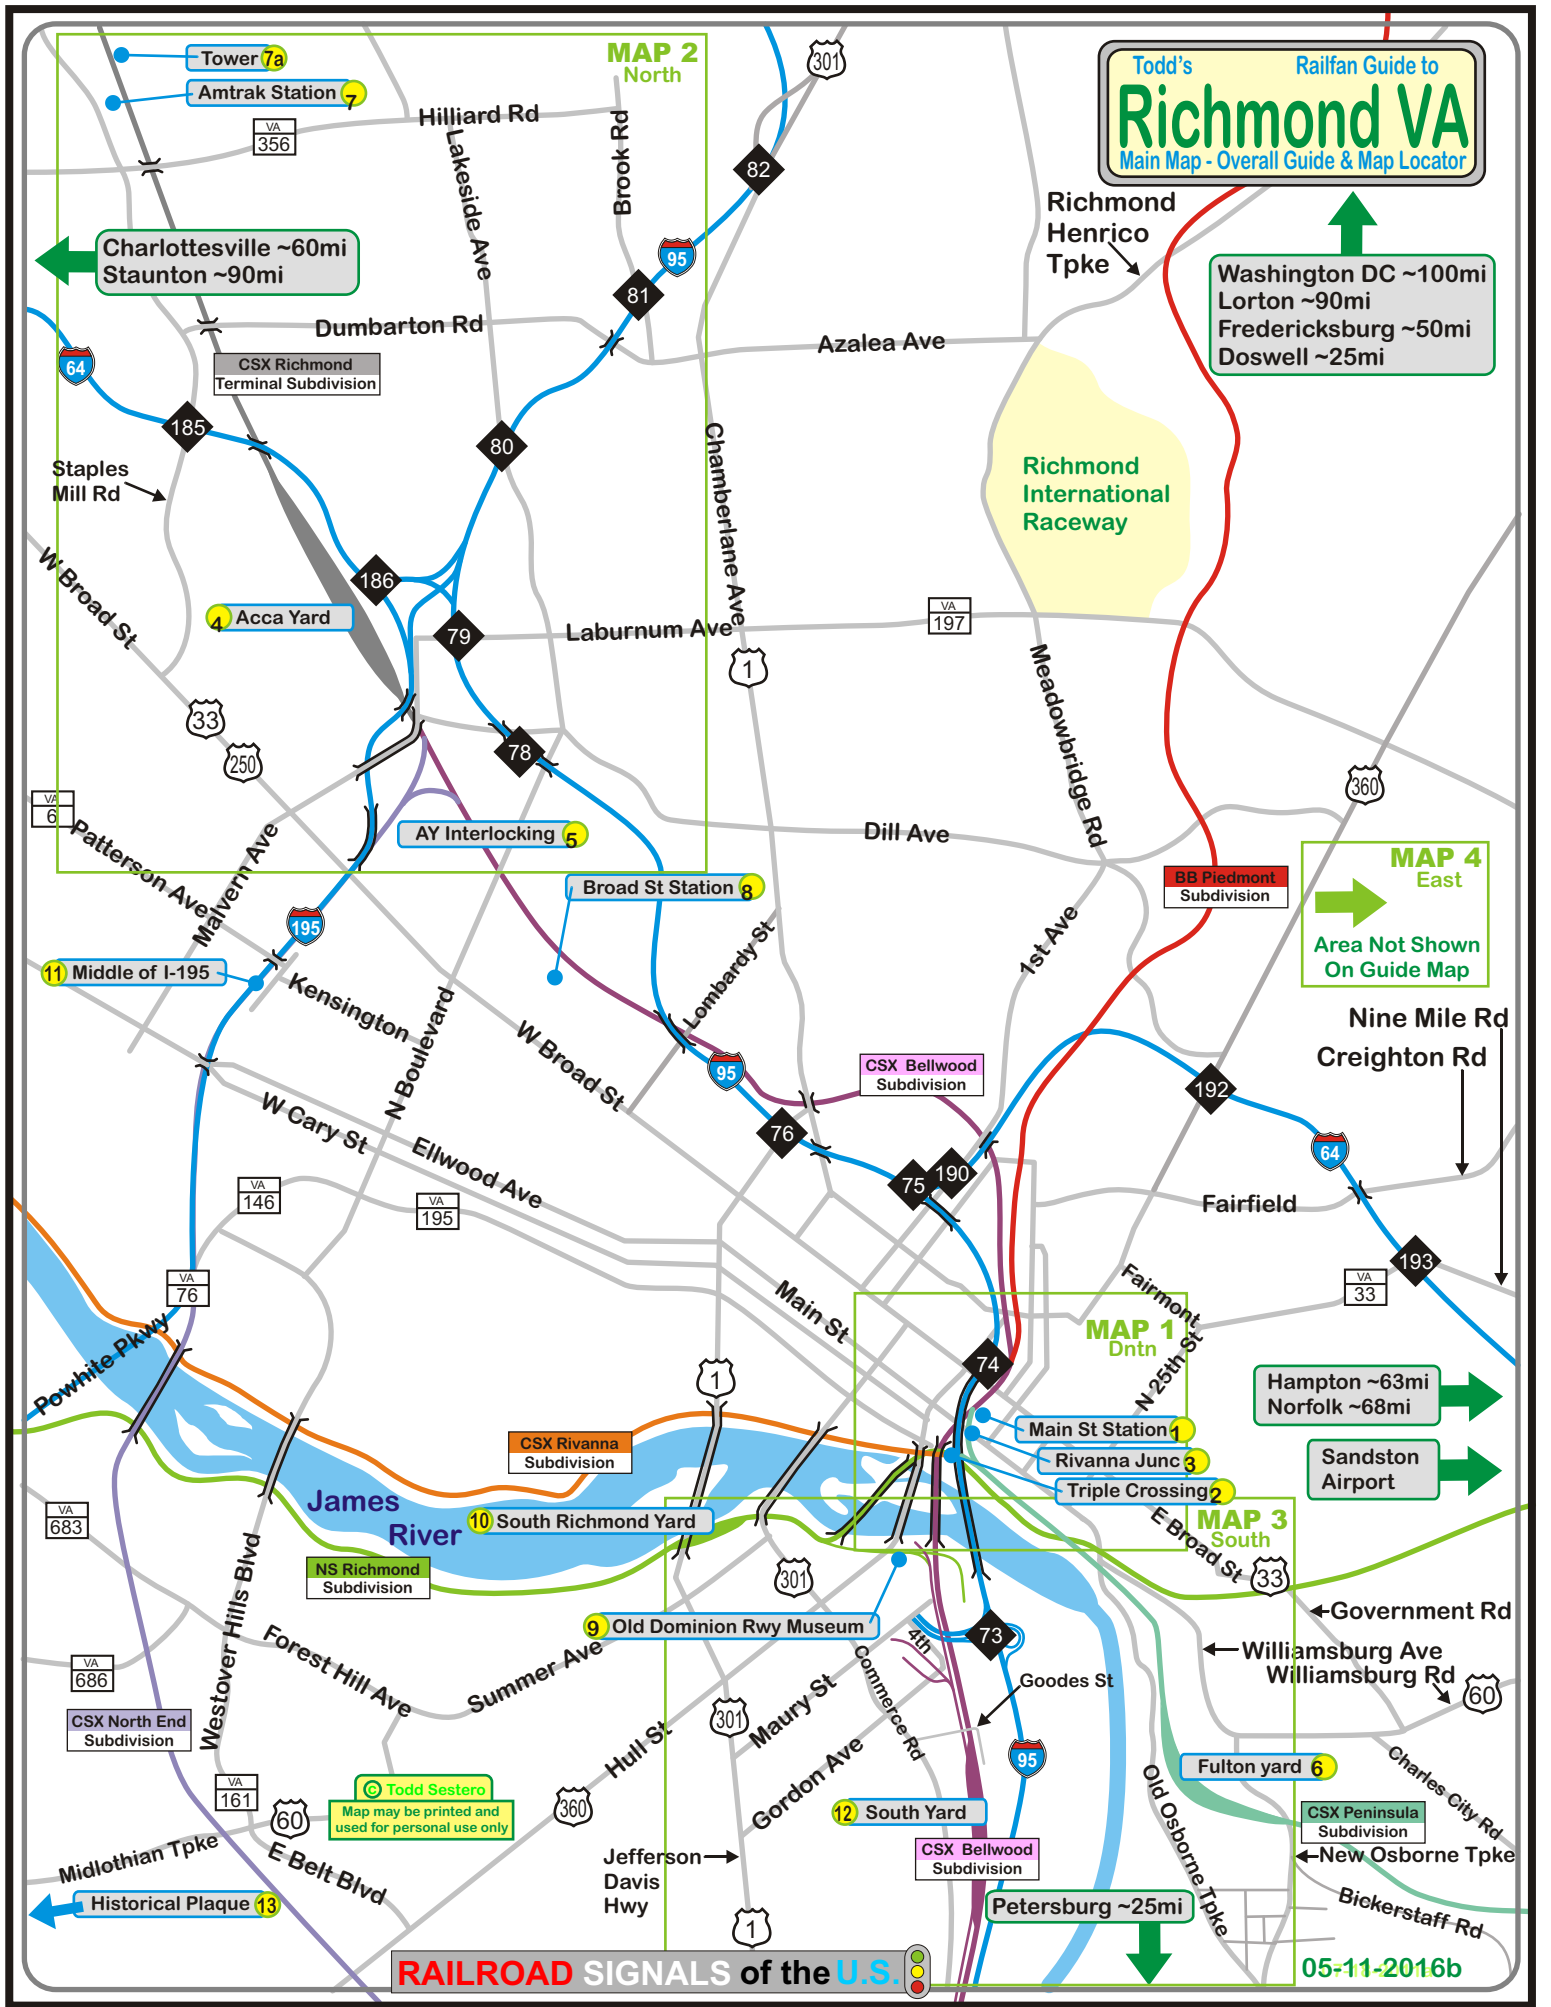 Todd's Railfan Guide to
Richmond VA
Main Map - Overall Guide & Map Locator
MAP 2
North
Tower 7a
Amtrak Station 7
VA
356
Hilliard Rd
Lakeside Ave
Brook Rd
301
82
95
81
Charlottesville ~60mi
Staunton ~90mi
Richmond
Henrico
Tpke
Washington DC ~100mi
Lorton ~90mi
Fredericksburg ~50mi
Doswell ~25mi
64
Dumbarton Rd
Azalea Ave
CSX Richmond
Terminal Subdivision
185
80
Chamberlane Ave
Staples
Mill Rd
Richmond
International
Raceway
W Broad St
186
4 Acca Yard
79
Laburnum Ave
VA
197
1
Meadowbridge Rd
33
250
78
360
VA
6
Patterson Ave
Malvern Ave
AY Interlocking 5
Dill Ave
MAP 4
East
Area Not Shown
On Guide Map
BB Piedmont
Subdivision
Broad St Station 8
195
Lombardy St
1st Ave
11 Middle of I-195
Kensington
N Boulevard
W Broad St
Nine Mile Rd
Creighton Rd
95
CSX Bellwood
Subdivision
192
W Cary St
Ellwood Ave
76
75
190
64
VA
146
VA
195
Fairfield
193
VA
76
Fairmont
VA
33
Main St
MAP 1
Dntn
N 25th St
Powhite Pkwy
1
74
Hampton ~63mi
Norfolk ~68mi
Main St Station 1
CSX Rivanna
Subdivision
Rivanna Junc 3
Sandston
Airport
Triple Crossing 2
VA
683
James
River
10 South Richmond Yard
MAP 3
South
E Broad St
NS Richmond
Subdivision
301
33
Westover Hills Blvd
9 Old Dominion Rwy Museum
4th
73
Government Rd
Williamsburg Ave
Williamsburg Rd
VA
686
Forest Hill Ave
Summer Ave
Commerce Rd
Goodes St
60
CSX North End
Subdivision
301
Maury St
Hull St
Gordon Ave
95
Old Osborne Tpke
Fulton yard 6
Charles City Rd
VA
161
60
© Todd Sestero
Map may be printed and
used for personal use only
360
12 South Yard
CSX Peninsula
Subdivision
Midlothian Tpke
E Belt Blvd
Jefferson
Davis
Hwy
CSX Bellwood
Subdivision
New Osborne Tpke
Historical Plaque 13
1
Petersburg ~25mi
Bickerstaff Rd
RAILROAD SIGNALS of the U.S.
05-11-2016b